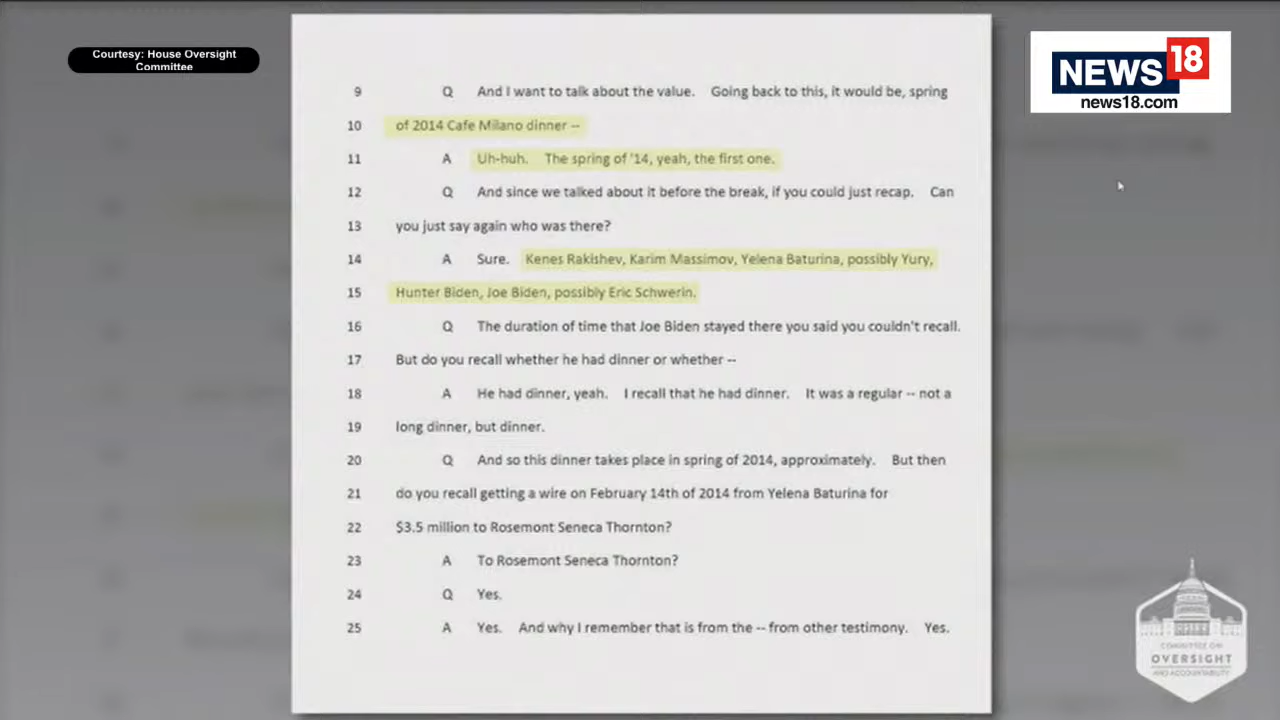 Courtesy: House Oversight
Committee
NEWS 18
news18.com
9 Q And I want to talk about the value. Going back to this, it would be, spring
10 of 2014 Cafe Milano dinner --
11 A Uh-huh. The spring of '14, yeah, the first one.
12 Q And since we talked about it before the break, if you could just recap. Can
13 you just say again who was there?
14 A Sure. Kenes Rakishev, Karim Massimov, Yelena Baturina, possibly Yury,
15 Hunter Biden, Joe Biden, possibly Eric Schwerin.
16 Q The duration of time that Joe Biden stayed there you said you couldn't recall.
17 But do you recall whether he had dinner or whether --
18 A He had dinner, yeah. I recall that he had dinner. It was a regular -- not a
19 long dinner, but dinner.
20 Q And so this dinner takes place in spring of 2014, approximately. But then
21 do you recall getting a wire on February 14th of 2014 from Yelena Baturina for
22 $3.5 million to Rosemont Seneca Thornton?
23 A To Rosemont Seneca Thornton?
24 Q Yes.
25 A Yes. And why I remember that is from the -- from other testimony. Yes.
COMMITTEE ON
OVERSIGHT
AND ACCOUNTABILITY